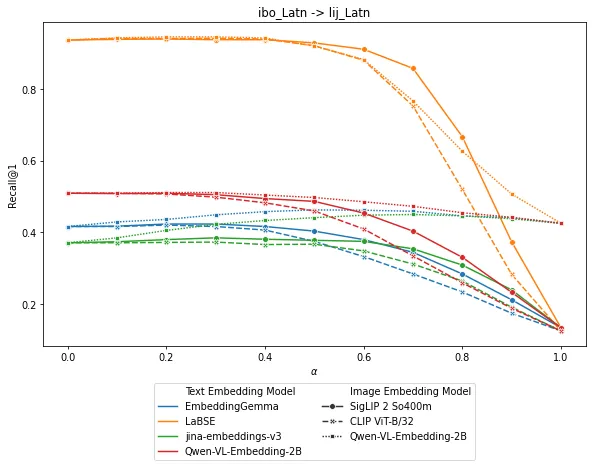 ibo_Latn -> lij_Latn
Recall@1
0.8
0.6
0.4
0.2
0.0 0.2 0.4 0.6 0.8 1.0
α
Text Embedding Model Image Embedding Model
EmbeddingGemma SigLIP 2 So400m
LaBSE CLIP ViT-B/32
jina-embeddings-v3 Qwen-VL-Embedding-2B
Qwen-VL-Embedding-2B